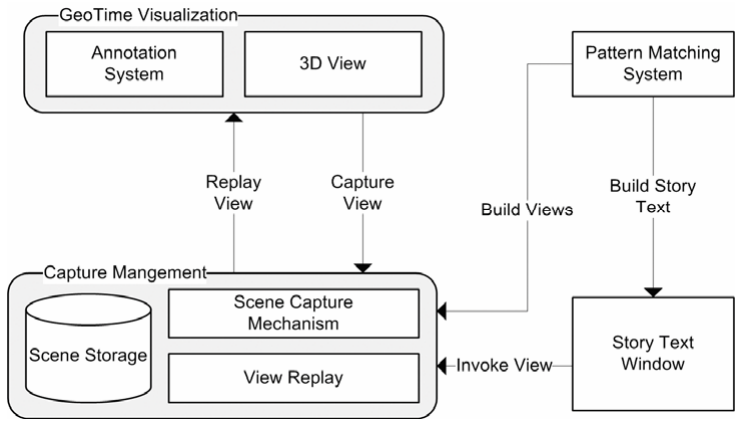 GeoTime Visualization
Annotation
System
3D View
Pattern Matching
System
Replay
View
Capture
View
Build Views
Build Story
Text
Capture Mangement
Scene Storage
Scene Capture
Mechanism
View Replay
Invoke View
Story Text
Window